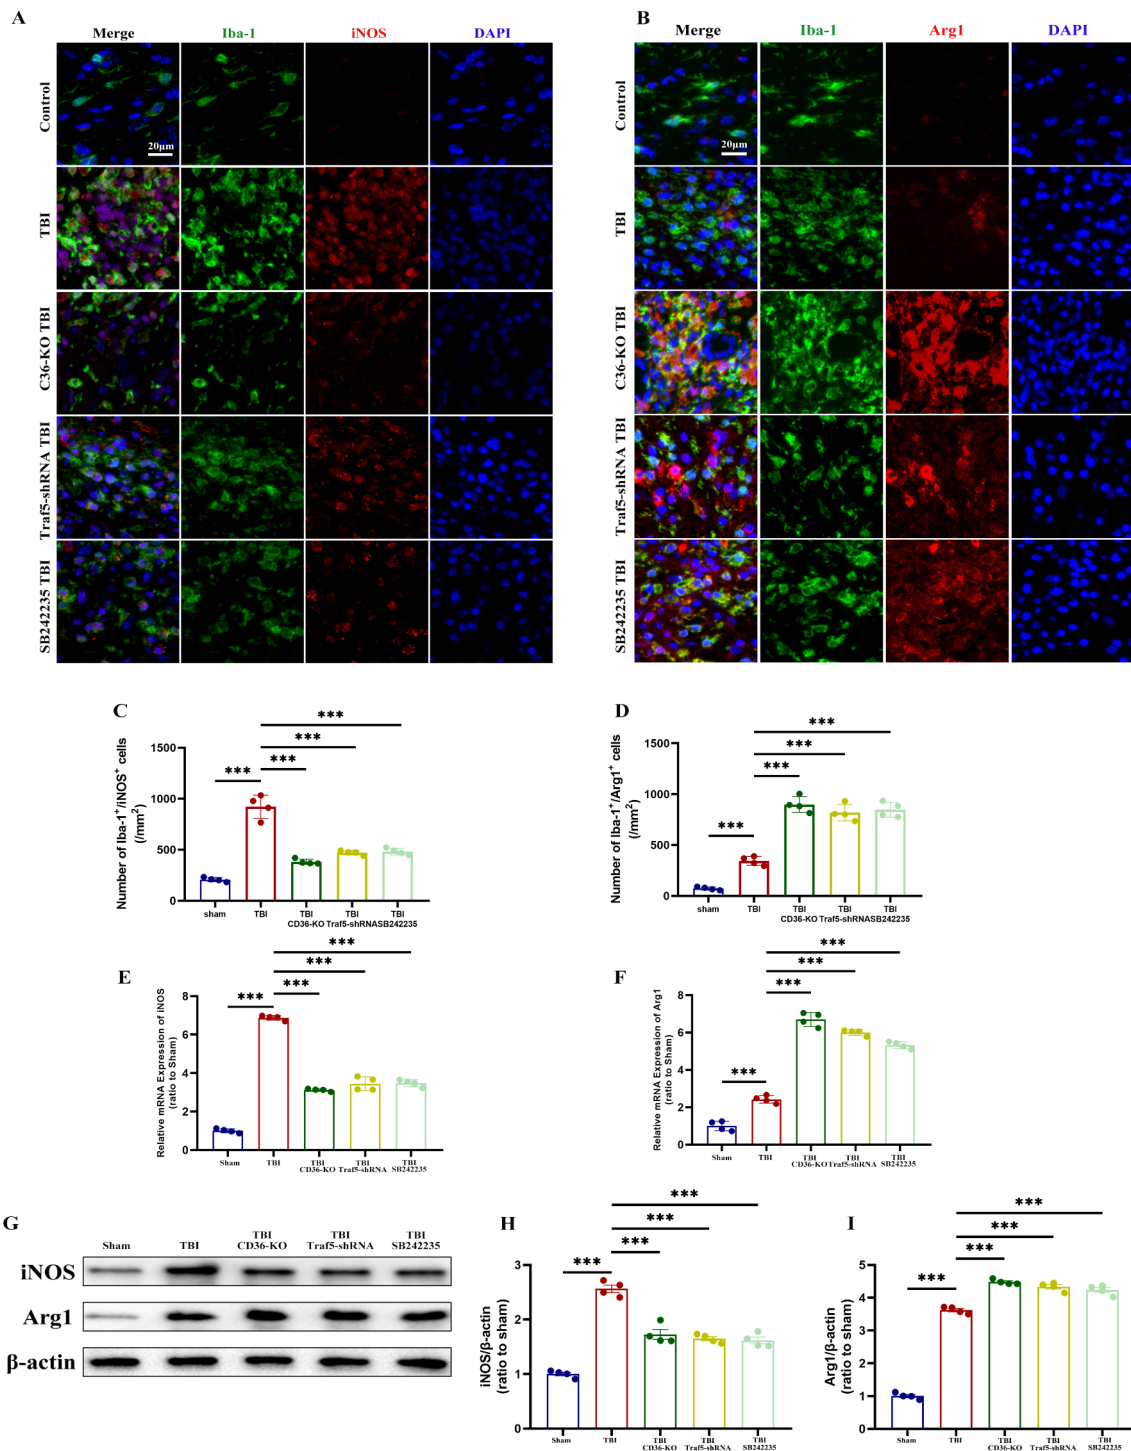 A
Merge Iba-1 iNOS DAPI
Control
20μm
TBI
C36-KO TBI
Traf5-shRNA TBI
SB242235 TBI
B
Merge Iba-1 Arg1 DAPI
Control
20μm
TBI
C36-KO TBI
Traf5-shRNA TBI
SB242235 TBI
C
Number of Iba-1+/iNOS+ cells
(/mm2)
1500
1000
500
0
***
***
***
***
sham TBI TBI TBI TBI
CD36-KO Traf5-shRNASB242235
D
Number of Iba-1+/Arg1+ cells
(/mm2)
1500
1000
500
0
***
***
***
***
sham TBI TBI TBI TBI
CD36-KO Traf5-shRNASB242235
E
Relative mRNA Expression of iNOS
(ratio to Sham)
8
6
4
2
0
***
***
***
***
Sham TBI TBI TBI TBI
CD36-KO Traf5-shRNA SB242235
F
Relative mRNA Expression of Arg1
(ratio to Sham)
8
6
4
2
0
***
***
***
***
Sham TBI TBI TBI TBI
CD36-KO Traf5-shRNA SB242235
G
Sham TBI TBI TBI TBI
CD36-KO Traf5-shRNA SB242235
iNOS
Arg1
β-actin
H
iNOS/β-actin
(ratio to sham)
3
2
1
0
***
***
***
***
Sham TBI TBI TBI TBI
CD36-KO Traf5-shRNA SB242235
I
Arg1/β-actin
(ratio to sham)
5
4
3
2
1
0
***
***
***
***
Sham TBI TBI TBI TBI
CD36-KO Traf5-shRNA SB242235